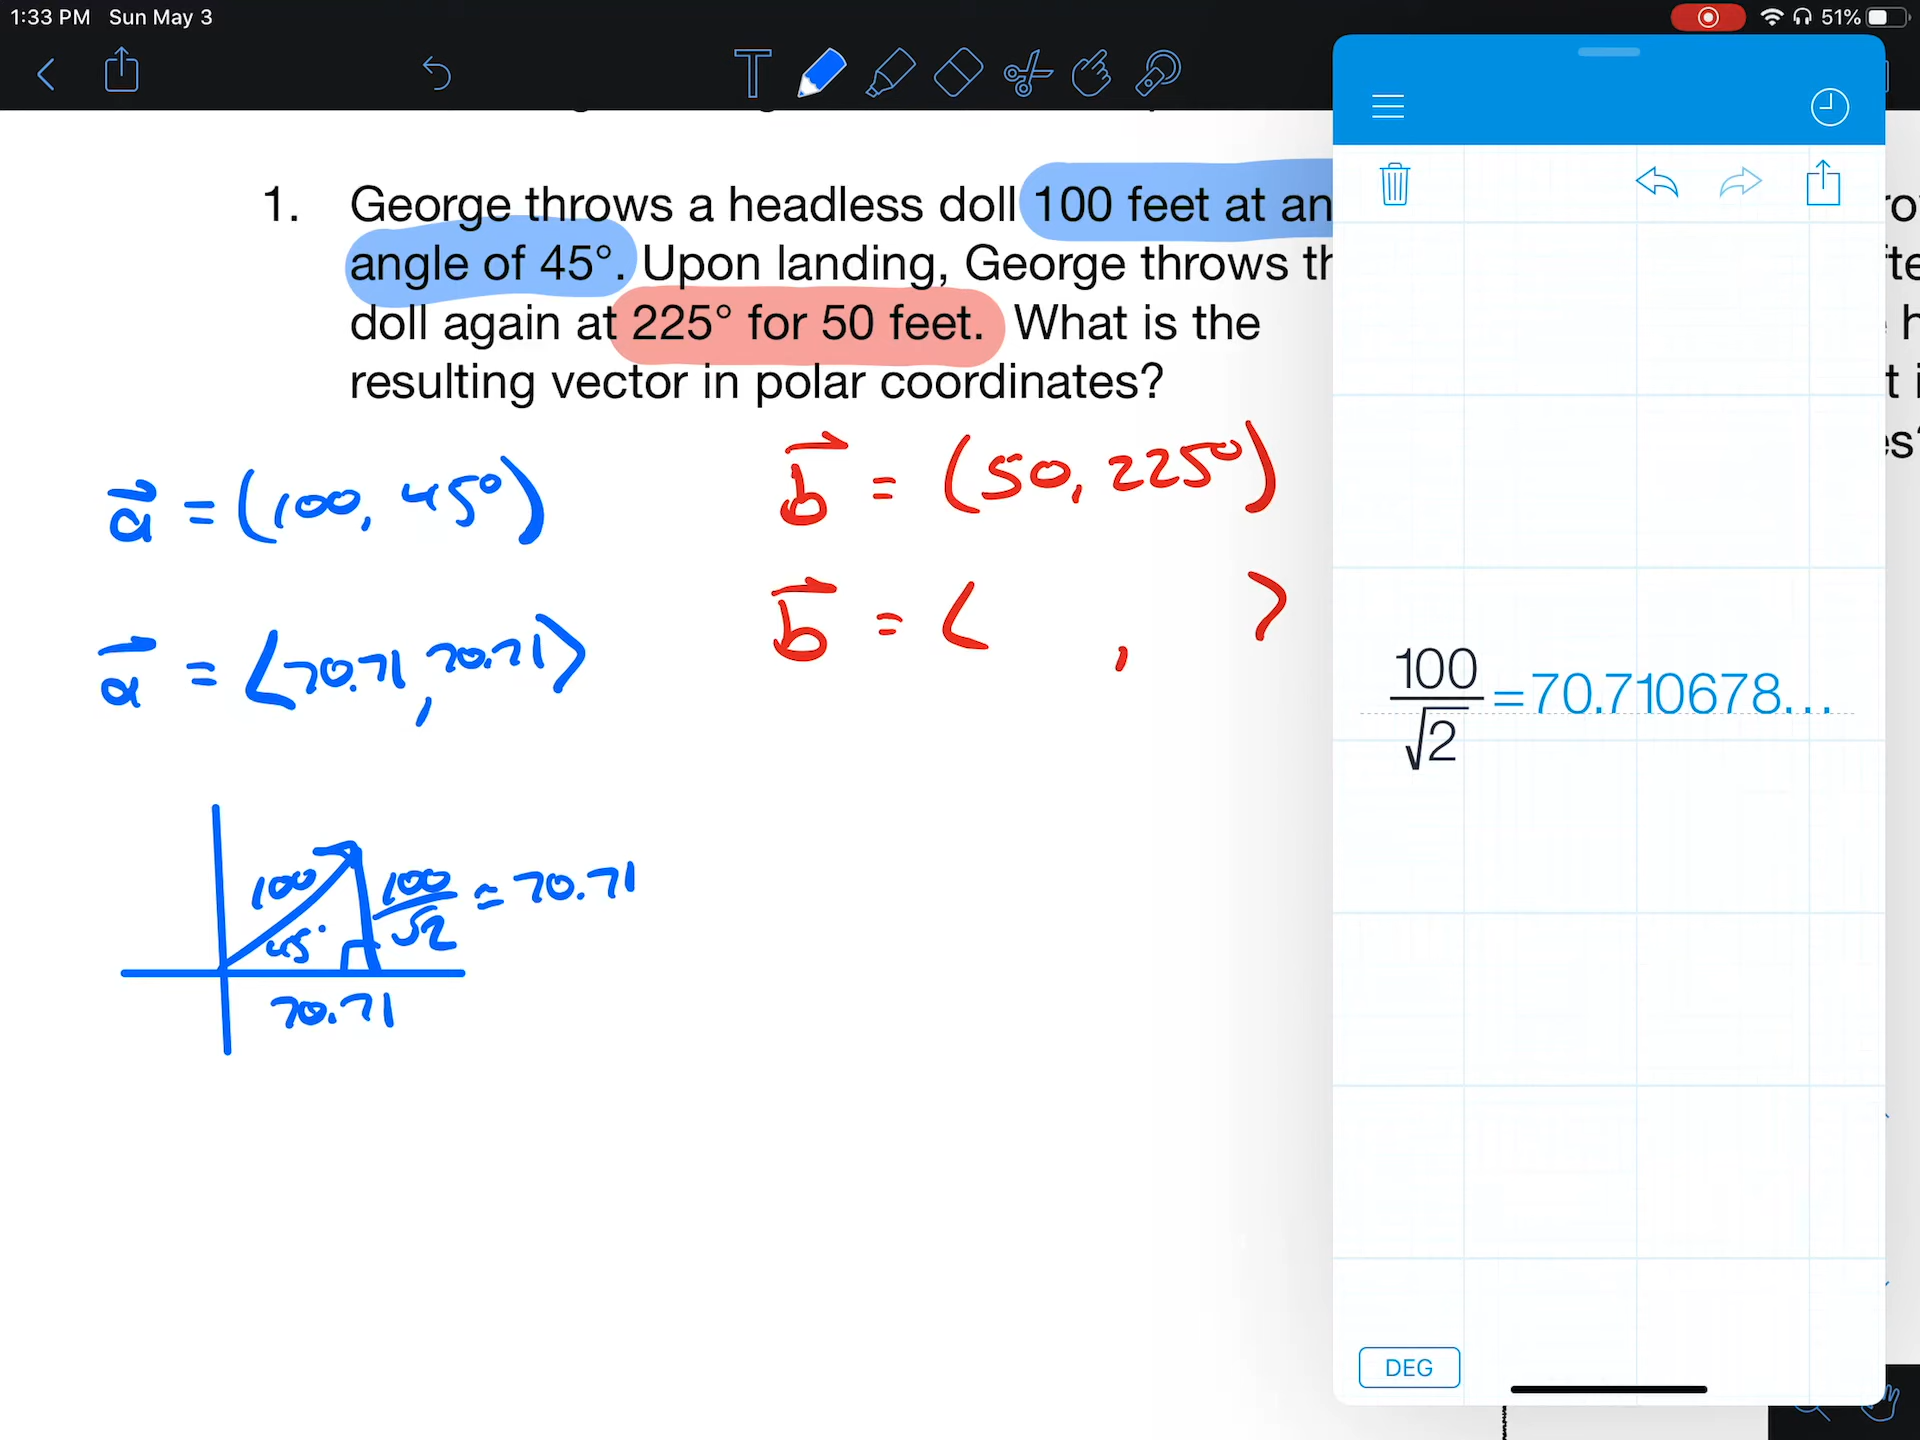 1:33 PM Sun May 3
51%
T
1. George throws a headless doll 100 feet at an
angle of 45°. Upon landing, George throws
doll again at 225° for 50 feet. What is the
resulting vector in polar coordinates?
a = (100, 45°)
b = (50, 225°)
a = <70.71, 70.71>
b = < , >
100
45°
100/√2 = 70.71
70.71
100/√2 =70.710678...
DEG